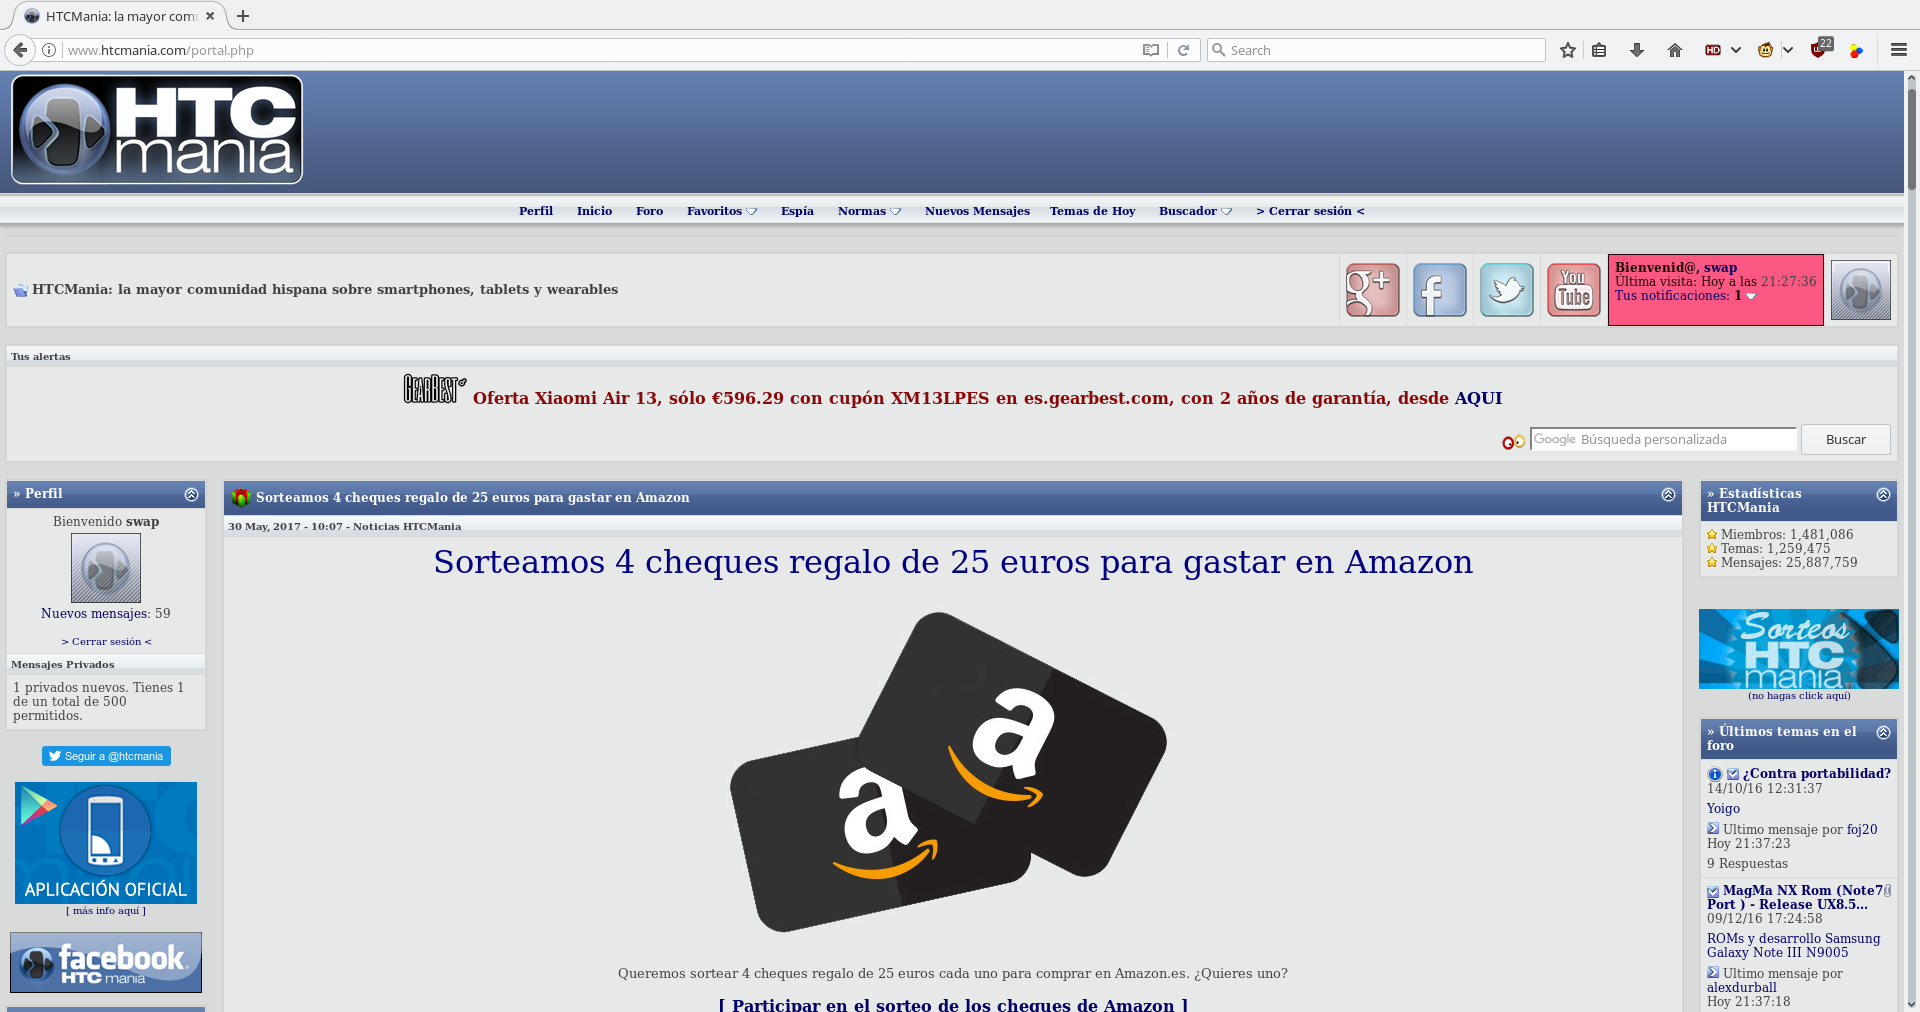 HTCMania: la mayor com
www.htcmania.com/portal.php
Search
HD
22
HTC
mania
Perfil Inicio Foro Favoritos Espía Normas Nuevos Mensajes Temas de Hoy Buscador > Cerrar sesión <
HTCMania: la mayor comunidad hispana sobre smartphones, tablets y wearables
g+
f
You
Tube
Bienvenid@, swap
Última visita: Hoy a las 21:27:36
Tus notificaciones: 1
Tus alertas
GEARBEST Oferta Xiaomi Air 13, sólo €596.29 con cupón XM13LPES en es.gearbest.com, con 2 años de garantía, desde AQUI
Google Búsqueda personalizada
Buscar
» Perfil
Bienvenido swap
Nuevos mensajes: 59
> Cerrar sesión <
Mensajes Privados
1 privados nuevos. Tienes 1
de un total de 500
permitidos.
Seguir a @htcmania
APLICACIÓN OFICIAL
[ más info aquí ]
facebook
HTC mania
Sorteamos 4 cheques regalo de 25 euros para gastar en Amazon
30 May, 2017 - 10:07 - Noticias HTCMania
Sorteamos 4 cheques regalo de 25 euros para gastar en Amazon
a
a
Queremos sortear 4 cheques regalo de 25 euros cada uno para comprar en Amazon.es. ¿Quieres uno?
[ Participar en el sorteo de los cheques de Amazon ]
» Estadísticas
HTCMania
Miembros: 1,481,086
Temas: 1,259,475
Mensajes: 25,887,759
Sorteos
HTC
mania
(no hagas click aquí)
» Últimos temas en el
foro
¿Contra portabilidad?
14/10/16 12:31:37
Yoigo
Ultimo mensaje por foj20
Hoy 21:37:23
9 Respuestas
MagMa NX Rom (Note7
Port ) - Release UX8.5...
09/12/16 17:24:58
ROMs y desarrollo Samsung
Galaxy Note III N9005
Ultimo mensaje por
alexdurball
Hoy 21:37:18